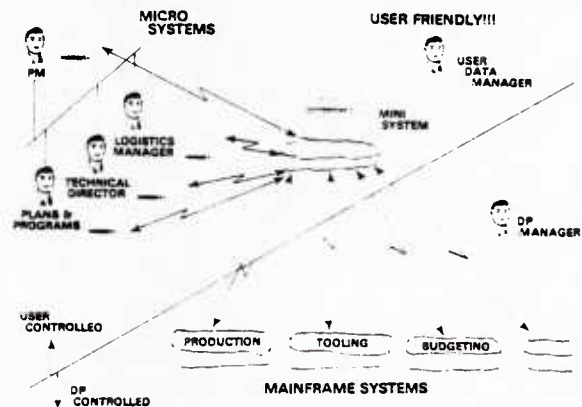 MICRO
SYSTEMS
USER FRIENDLY!!!
PM
USER
DATA
MANAGER
LOGISTICS
MANAGER
MINI
SYSTEM
TECHNICAL
DIRECTOR
PLANS &
PROGRAMS
DP
MANAGER
USER
CONTROLLED
PRODUCTION
TOOLING
BUDGETING
DP
CONTROLLED
MAINFRAME SYSTEMS